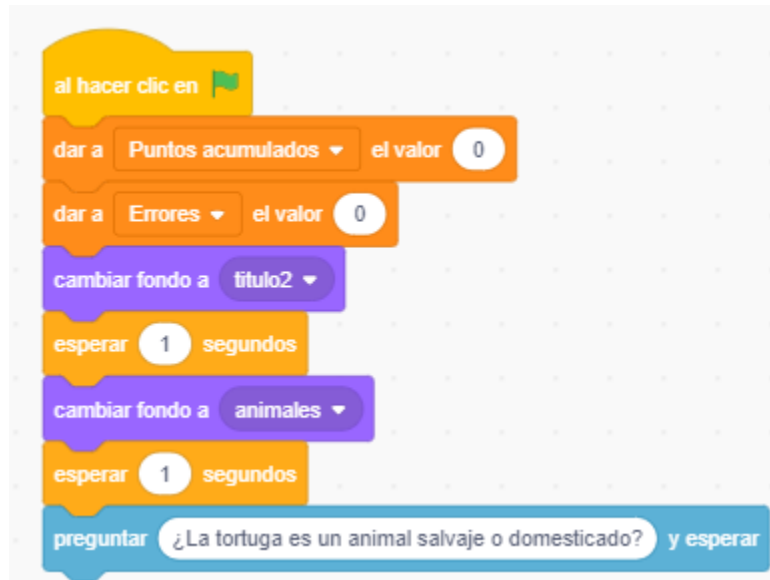 al hacer clic en
dar a Puntos acumulados el valor 0
dar a Errores el valor 0
cambiar fondo a titulo2
esperar 1 segundos
cambiar fondo a animales
esperar 1 segundos
preguntar ¿La tortuga es un animal salvaje o domesticado? y esperar